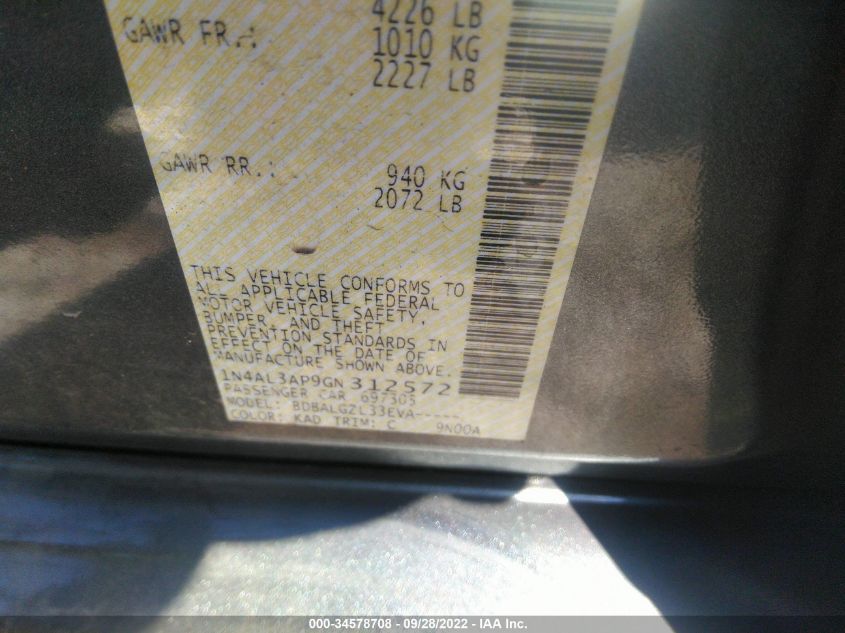 4226 LB
GAWR FR.: 1010 KG
2227 LB
GAWR RR.: 940 KG
2072 LB
THIS VEHICLE CONFORMS TO
ALL APPLICABLE FEDERAL
MOTOR VEHICLE SAFETY,
BUMPER, AND THEFT
PREVENTION STANDARDS IN
EFFECT ON THE DATE OF
MANUFACTURE SHOWN ABOVE.
1N4AL3AP9GN312572
PASSENGER CAR 697305
MODEL: BDBALGZL33EVA-----
COLOR: KAD TRIM: C 9N00A
000-34578708 - 09/28/2022 - IAA Inc.